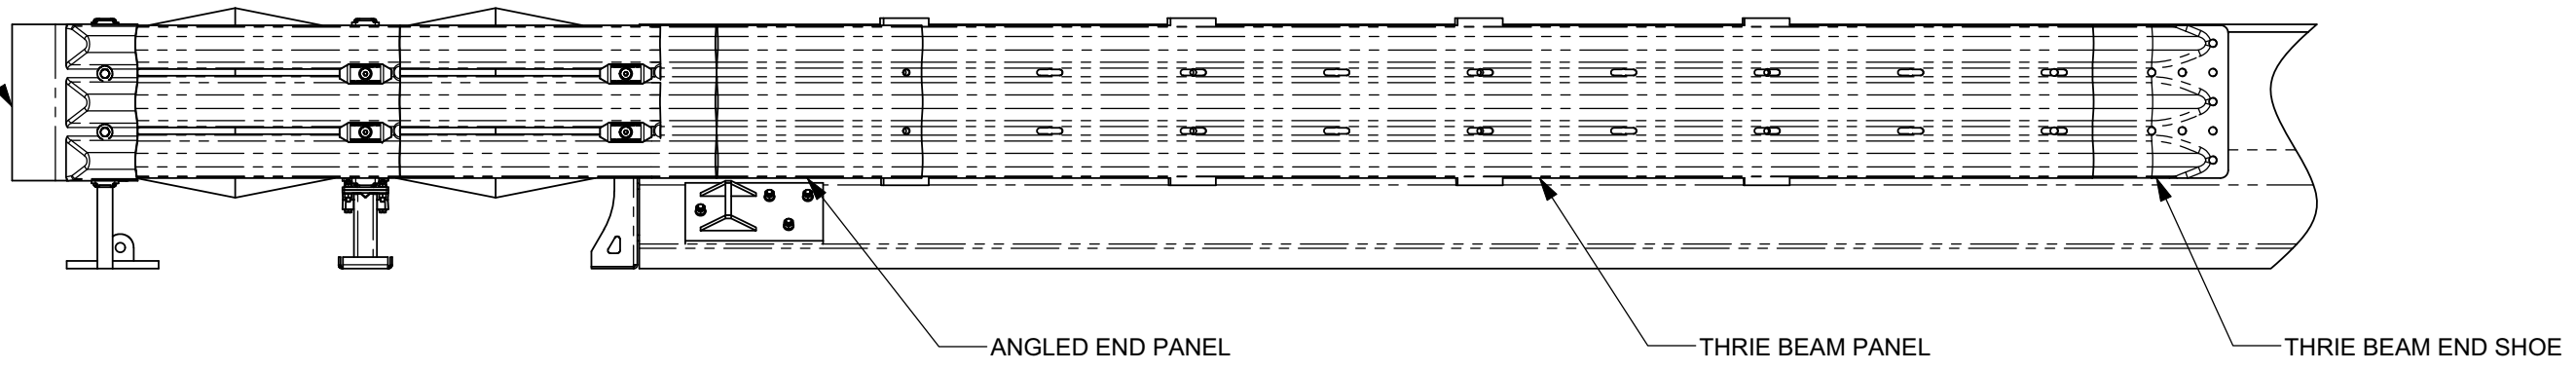 ANGLED END PANEL
THRIE BEAM PANEL
THRIE BEAM END SHOE